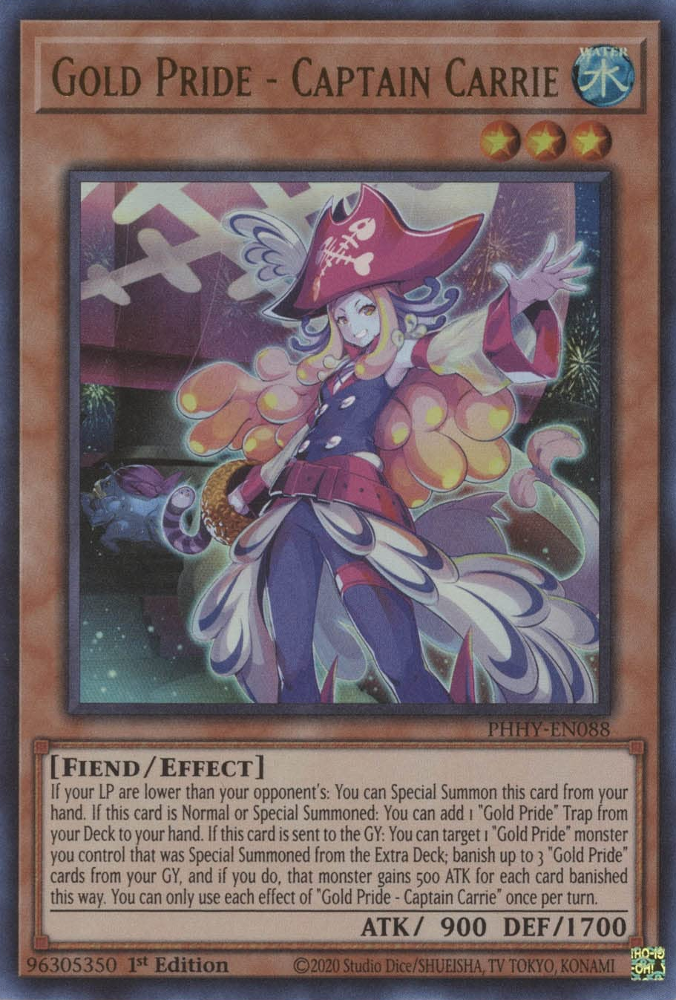 Gold Pride - Captain Carrie
WATER
水
PHHY-EN088
[Fiend/Effect]
If your LP are lower than your opponent's: You can Special Summon this card from your
hand. If this card is Normal or Special Summoned: You can add 1 "Gold Pride" Trap from
your Deck to your hand. If this card is sent to the GY: You can target 1 "Gold Pride" monster
you control that was Special Summoned from the Extra Deck; banish up to 3 "Gold Pride"
cards from your GY, and if you do, that monster gains 500 ATK for each card banished
this way. You can only use each effect of "Gold Pride - Captain Carrie" once per turn.
ATK/ 900 DEF/1700
96305350 1st Edition
©2020 Studio Dice/SHUEISHA, TV TOKYO, KONAMI